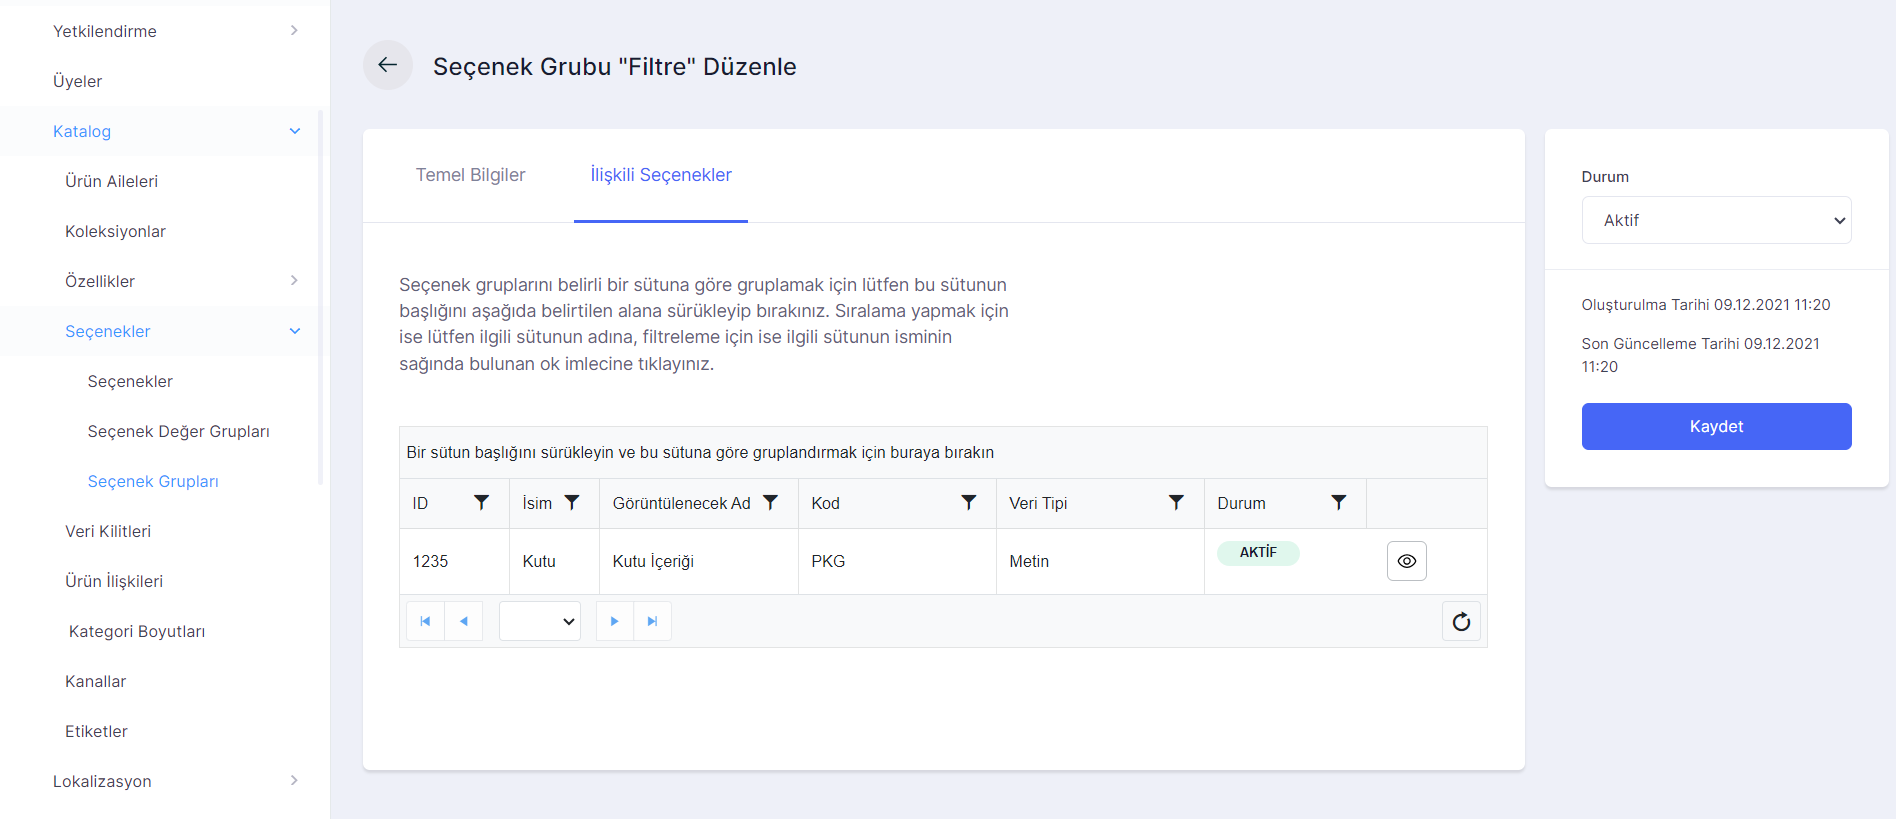 Yetkilendirme
Üyeler
Katalog
Ürün Aileleri
Koleksiyonlar
Özellikler
Seçenekler
Seçenekler
Seçenek Değer Grupları
Seçenek Grupları
Veri Kilitleri
Ürün İlişkileri
Kategori Boyutları
Kanallar
Etiketler
Lokalizasyon
Seçenek Grubu "Filtre" Düzenle
Temel Bilgiler İlişkili Seçenekler
Seçenek gruplarını belirli bir sütuna göre gruplamak için lütfen bu sütunun
başlığını aşağıda belirtilen alana sürükleyip bırakınız. Sıralama yapmak için
ise lütfen ilgili sütunun adına, filtreleme için ise ilgili sütunun isminin
sağında bulunan ok imlecine tıklayınız.
Bir sütun başlığını sürükleyin ve bu sütuna göre gruplandırmak için buraya bırakın
ID İsim Görüntülenecek Ad Kod Veri Tipi Durum
1235 Kutu Kutu İçeriği PKG Metin AKTİF
Durum
Aktif
Oluşturulma Tarihi 09.12.2021 11:20
Son Güncelleme Tarihi 09.12.2021
11:20
Kaydet